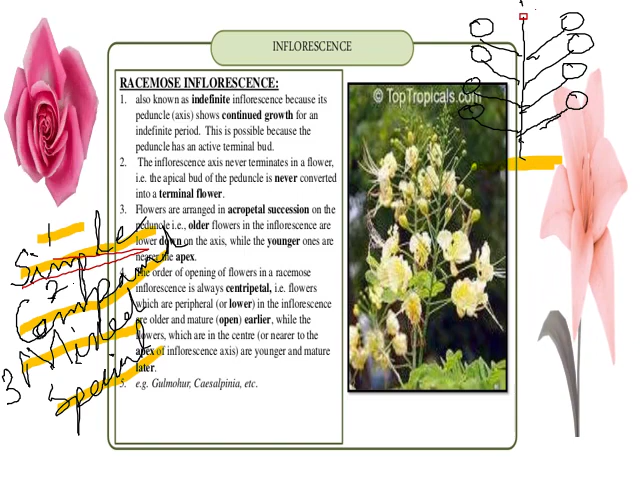 INFLORESCENCE
RACEMOSE INFLORESCENCE:
1. also known as indefinite inflorescence because its
peduncle (axis) shows continued growth for an
indefinite period. This is possible because the
peduncle has an active terminal bud.
2. The inflorescence axis never terminates in a flower,
i.e. the apical bud of the peduncle is never converted
into a terminal flower.
3. Flowers are arranged in acropetal succession on the
peduncle i.e., older flowers in the inflorescence are
lower down on the axis, while the younger ones are
nearer the apex.
4. The order of opening of flowers in a racemose
inflorescence is always centripetal, i.e. flowers
which are peripheral (or lower) in the inflorescence
are older and mature (open) earlier, while the
flowers, which are in the centre (or nearer to the
apex of inflorescence axis) are younger and mature
later.
5. e.g. Gulmohur, Caesalpinia, etc.
© TopTropicals.com
1
Simple
2.
Compound
3 Mixed